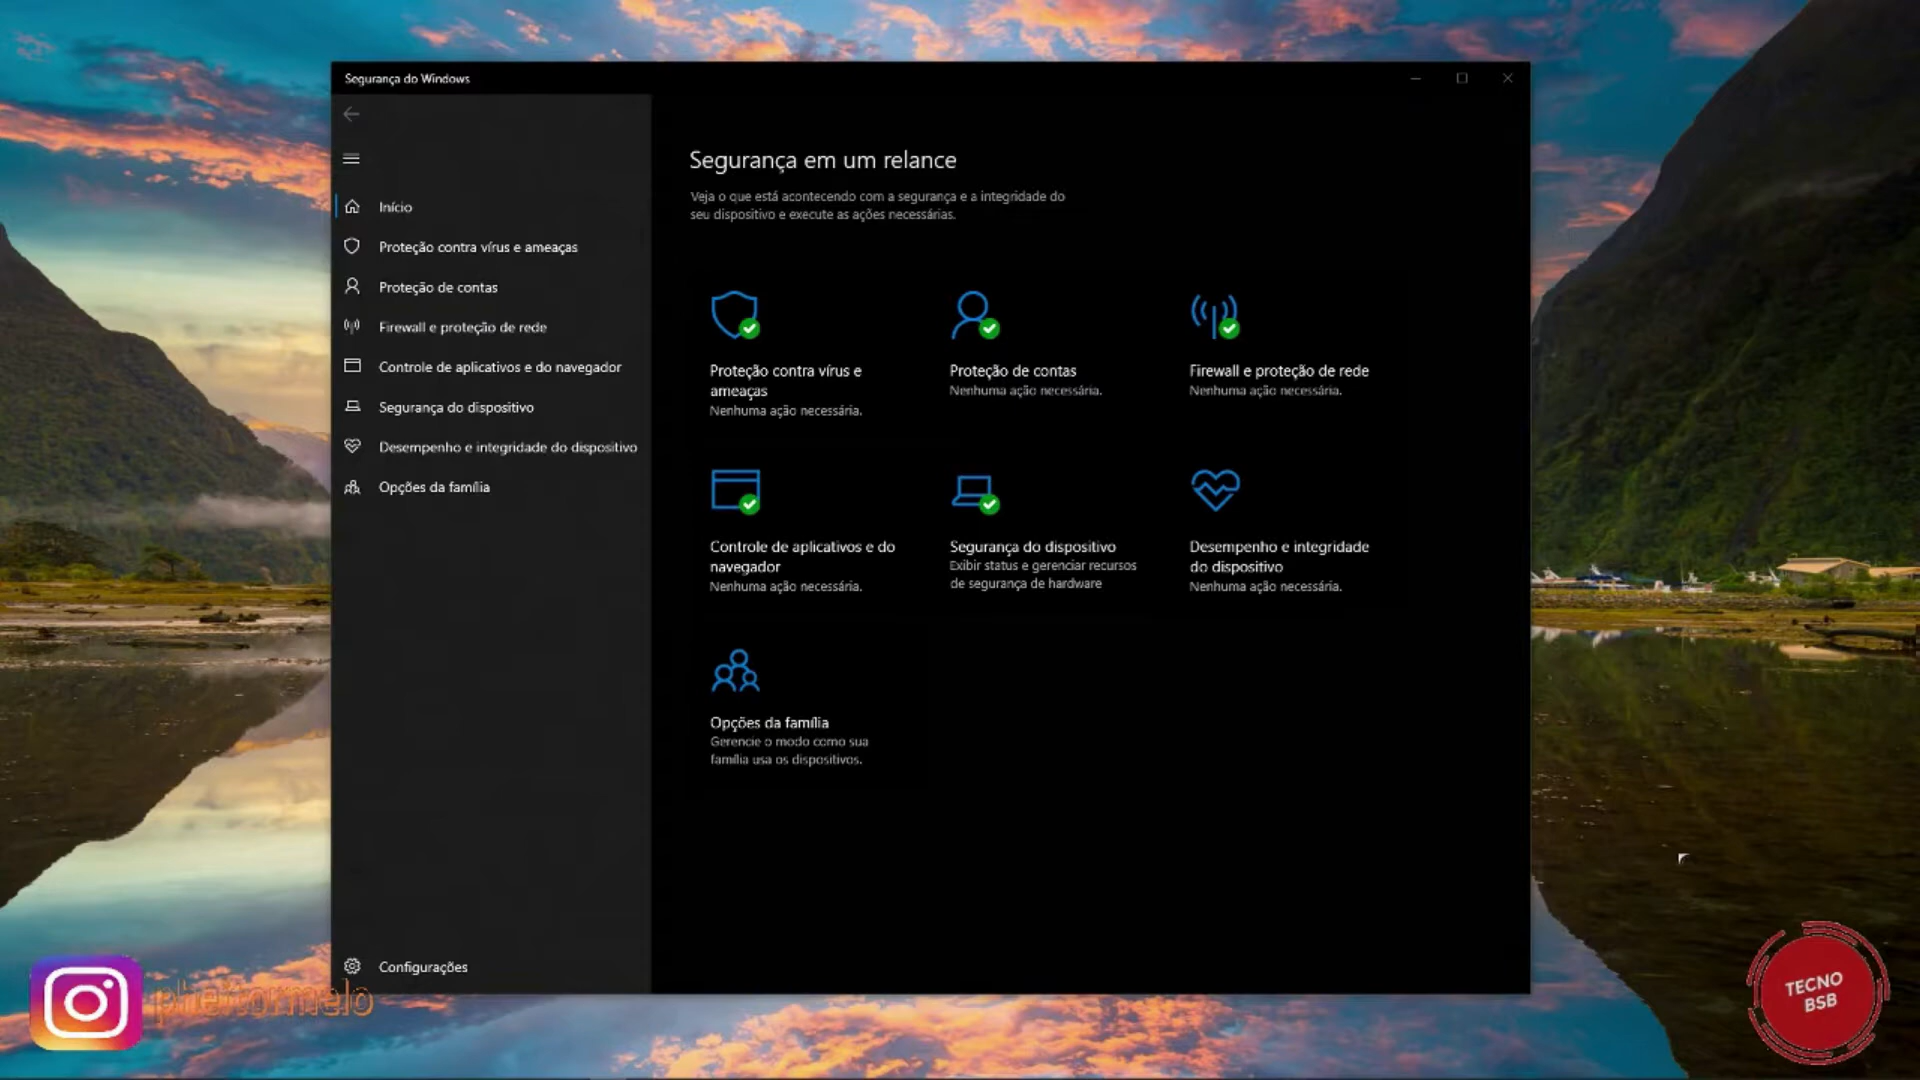 Segurança do Windows
Início
Proteção contra vírus e ameaças
Proteção de contas
Firewall e proteção de rede
Controle de aplicativos e do navegador
Segurança do dispositivo
Desempenho e integridade do dispositivo
Opções da família
Configurações
Segurança em um relance
Veja o que está acontecendo com a segurança e a integridade do
seu dispositivo e execute as ações necessárias.
Proteção contra vírus e
ameaças
Nenhuma ação necessária.
Proteção de contas
Nenhuma ação necessária.
Firewall e proteção de rede
Nenhuma ação necessária.
Controle de aplicativos e do
navegador
Nenhuma ação necessária.
Segurança do dispositivo
Exibir status e gerenciar recursos
de segurança de hardware
Desempenho e integridade
do dispositivo
Nenhuma ação necessária.
Opções da família
Gerencie o modo como sua
família usa os dispositivos.
pheitormelo
TECNO
BSB